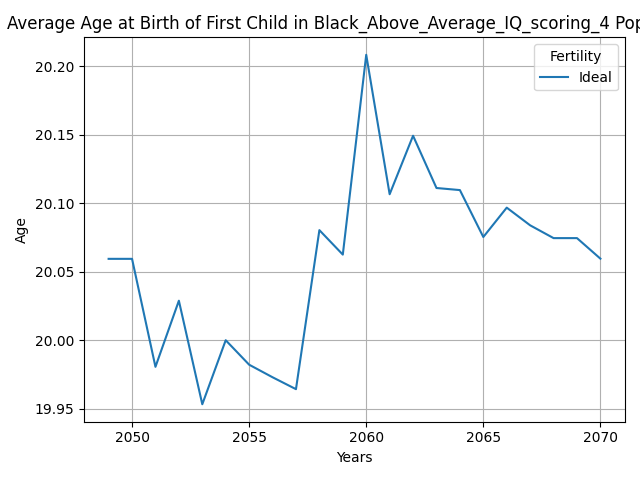 Average Age at Birth of First Child in Black_Above_Average_IQ_scoring_4 Pop
Fertility
Ideal
20.20
20.15
20.10
20.05
20.00
19.95
Age
2050 2055 2060 2065 2070
Years